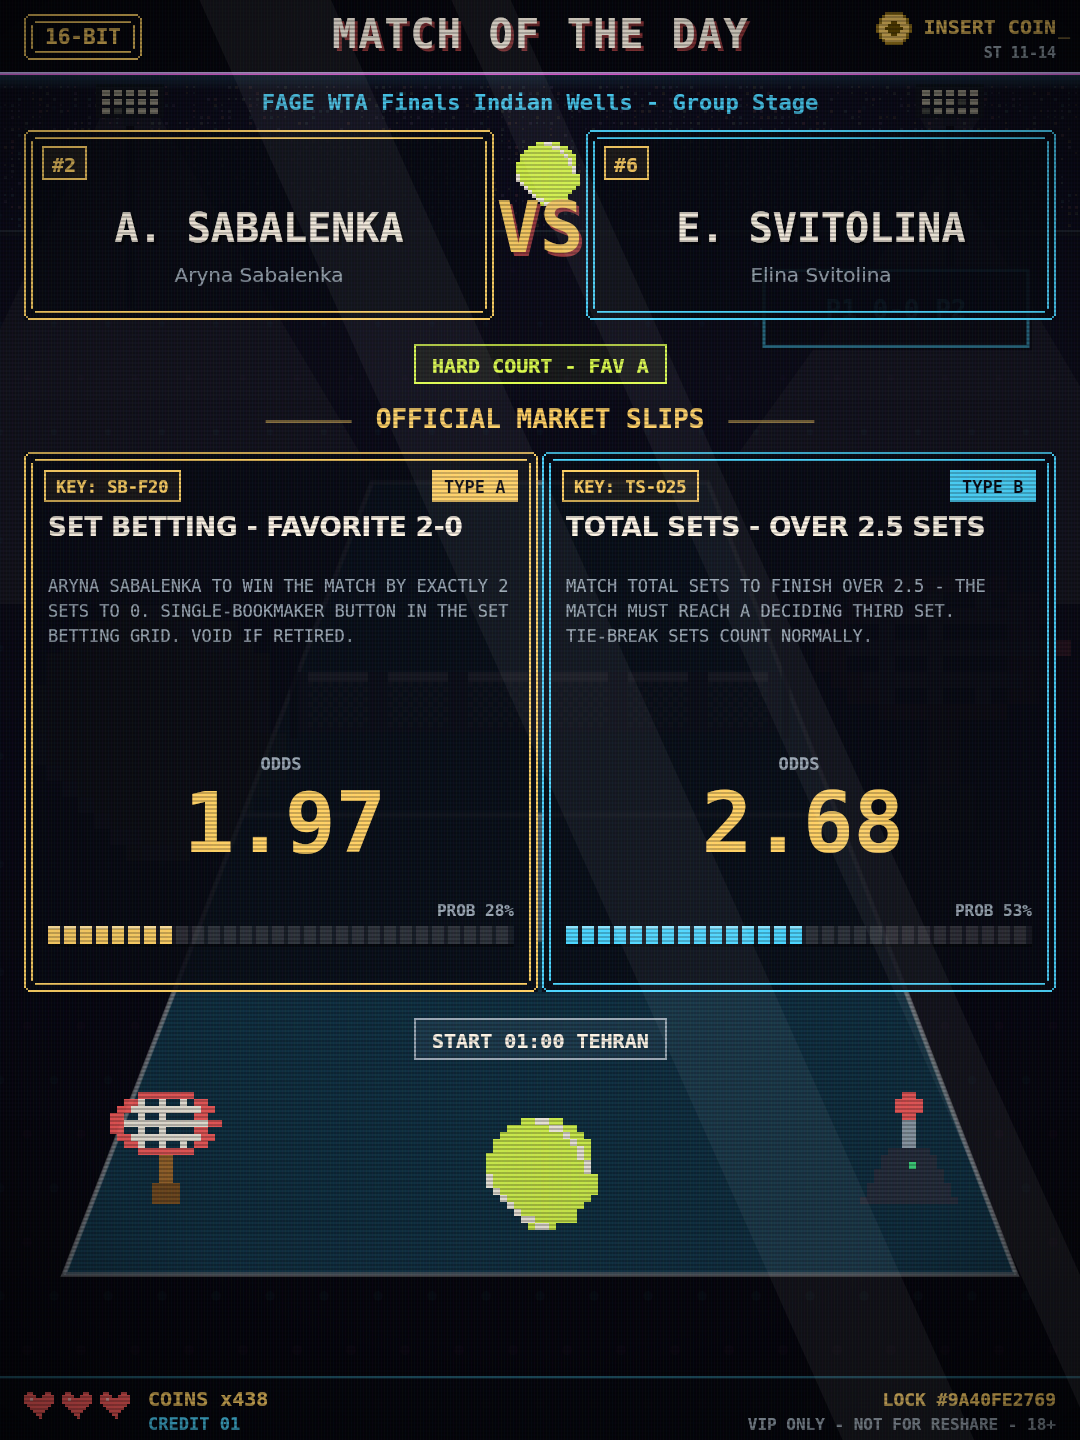 16-BIT
MATCH OF THE DAY
INSERT COIN_
ST 11-14
FAGE WTA Finals Indian Wells - Group Stage
#2
A. SABALENKA
Aryna Sabalenka
VS
#6
E. SVITOLINA
Elina Svitolina
P1 0-0 P2
HARD COURT - FAV A
OFFICIAL MARKET SLIPS
KEY: SB-F20
TYPE A
SET BETTING - FAVORITE 2-0
ARYNA SABALENKA TO WIN THE MATCH BY EXACTLY 2
SETS TO 0. SINGLE-BOOKMAKER BUTTON IN THE SET
BETTING GRID. VOID IF RETIRED.
ODDS
1.97
PROB 28%
KEY: TS-O25
TYPE B
TOTAL SETS - OVER 2.5 SETS
MATCH TOTAL SETS TO FINISH OVER 2.5 - THE
MATCH MUST REACH A DECIDING THIRD SET.
TIE-BREAK SETS COUNT NORMALLY.
ODDS
2.68
PROB 53%
START 01:00 TEHRAN
COINS x438
CREDIT 01
LOCK #9A40FE2769
VIP ONLY - NOT FOR RESHARE - 18+